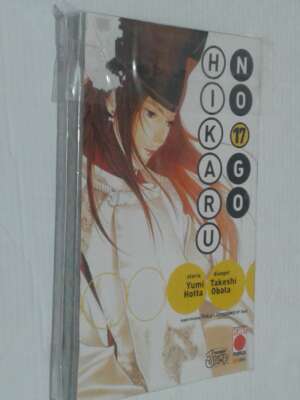 HIKARU
NO
17
GO
storia
Yumi
Hotta
disegni
Takeshi
Obata